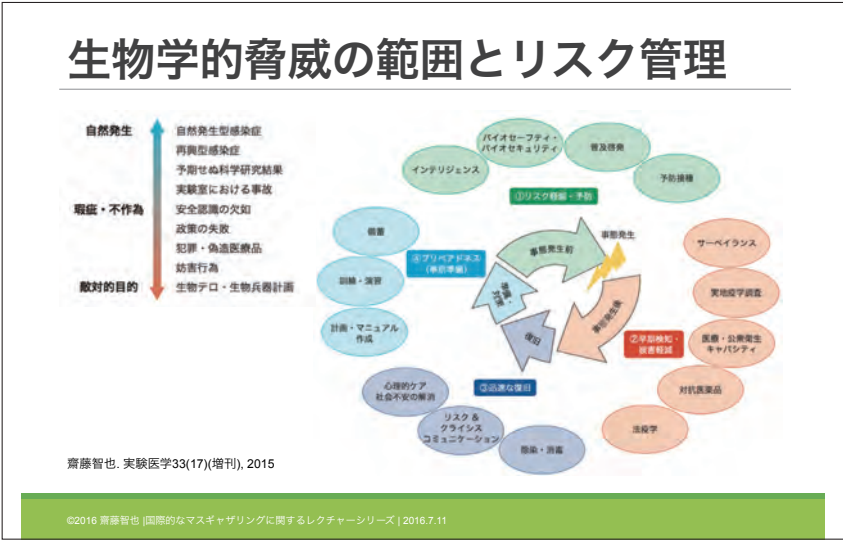 生物学的脅威の範囲とリスク管理
自然発生
瑕疵・不作為
敵対的目的
自然発生型感染症
再興型感染症
予期せぬ科学研究結果
実験室における事故
安全認識の欠如
政策の失敗
犯罪・偽造医療品
妨害行為
生物テロ・生物兵器計画
インテリジェンス
バイオセーフティ・
バイオセキュリティ
普及啓発
予防接種
①リスク軽減・予防
事態発生前
事態発生
事態発生後
復旧
準備・
対策
サーベイランス
実地疫学調査
医療・公衆衛生
キャパシティ
対抗医薬品
法疫学
②早期検知・
被害軽減
③迅速な復旧
除染・消毒
リスク &
クライシス
コミュニケーション
心理的ケア
社会不安の解消
④プリペアドネス
(事前準備)
備蓄
訓練・演習
計画・マニュアル
作成
齋藤智也. 実験医学33(17)(増刊), 2015
©2016 齋藤智也 |国際的なマスギャザリングに関するレクチャーシリーズ | 2016.7.11